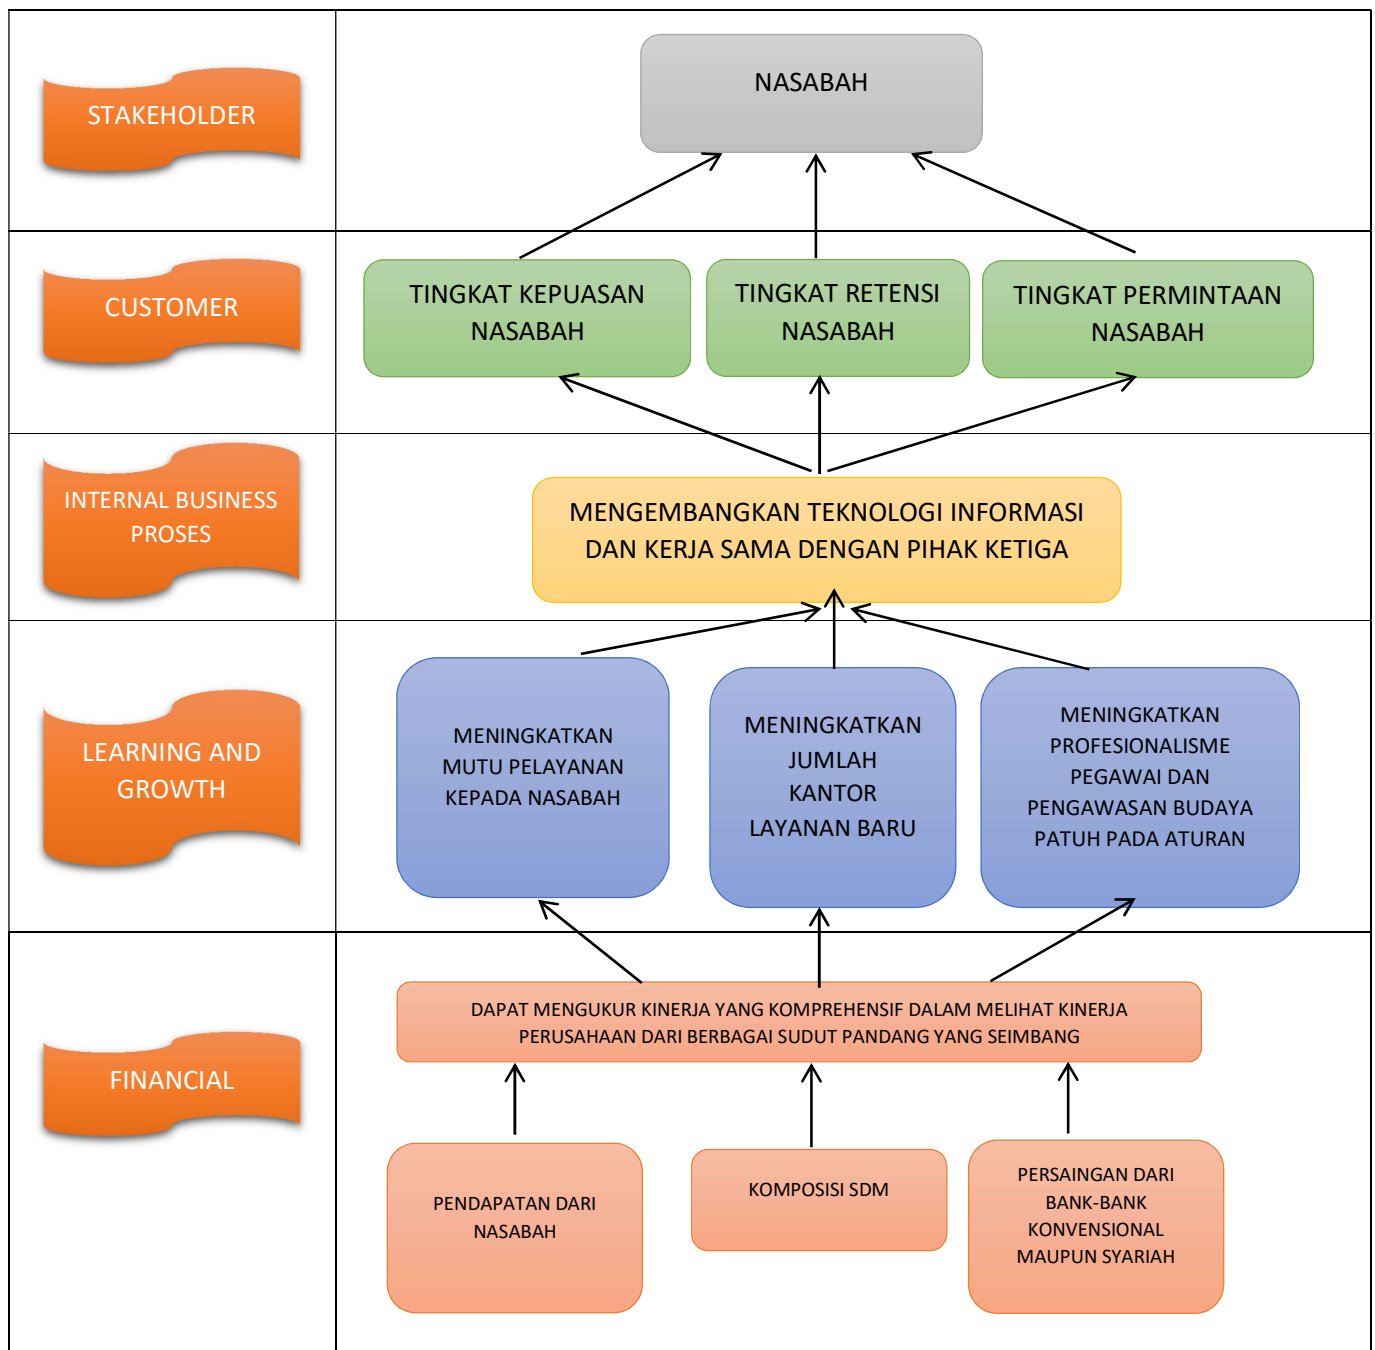 STAKEHOLDER
NASABAH
CUSTOMER
TINGKAT KEPUASAN
NASABAH
TINGKAT RETENSI
NASABAH
TINGKAT PERMINTAAN
NASABAH
INTERNAL BUSINESS
PROSES
MENGEMBANGKAN TEKNOLOGI INFORMASI
DAN KERJA SAMA DENGAN PIHAK KETIGA
LEARNING AND
GROWTH
MENINGKATKAN
MUTU PELAYANAN
KEPADA NASABAH
MENINGKATKAN
JUMLAH
KANTOR
LAYANAN BARU
MENINGKATKAN
PROFESIONALISME
PEGAWAI DAN
PENGAWASAN BUDAYA
PATUH PADA ATURAN
FINANCIAL
DAPAT MENGUKUR KINERJA YANG KOMPREHENSIF DALAM MELIHAT KINERJA
PERUSAHAAN DARI BERBAGAI SUDUT PANDANG YANG SEIMBANG
PENDAPATAN DARI
NASABAH
KOMPOSISI SDM
PERSAINGAN DARI
BANK-BANK
KONVENSIONAL
MAUPUN SYARIAH